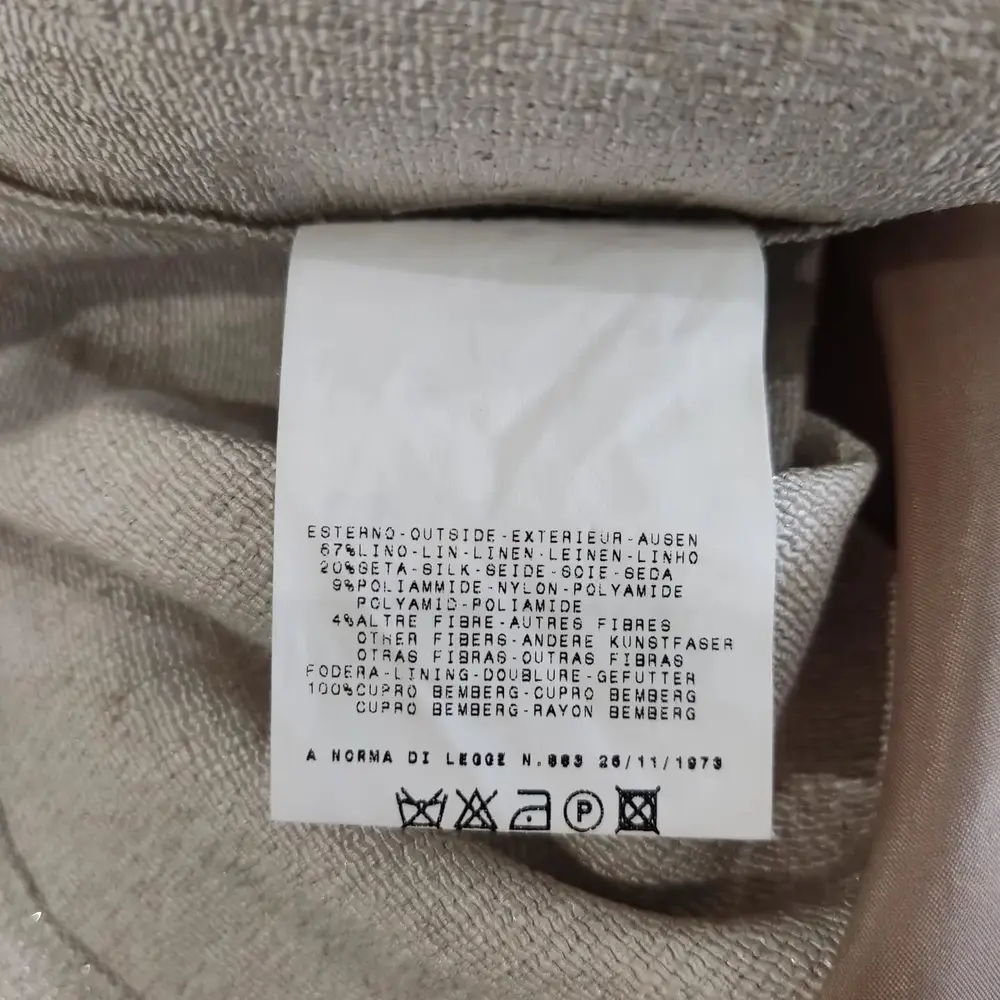 ESTERNO-OUTSIDE-EXTERIEUR-AUSEN
67%LINO-LIN-LINEN-LEINEN-LINHO
20%SETA-SILK-SEIDE-SOIE-SEDA
9%POLIAMMIDE-NYLON-POLYAMIDE
POLYAMID-POLIAMIDE
4%ALTRE FIBRE-AUTRES FIBRES
OTHER FIBERS-ANDERE KUNSTFASER
OTRAS FIBRAS-OUTRAS FIBRAS
FODERA-LINING-DOUBLURE-GEFUTTER
100%CUPRO BEMBERG-CUPRO BEMBERG
CUPRO BEMBERG-RAYON BEMBERG
A NORMA DI LEGGE N.883 26/11/1973
P